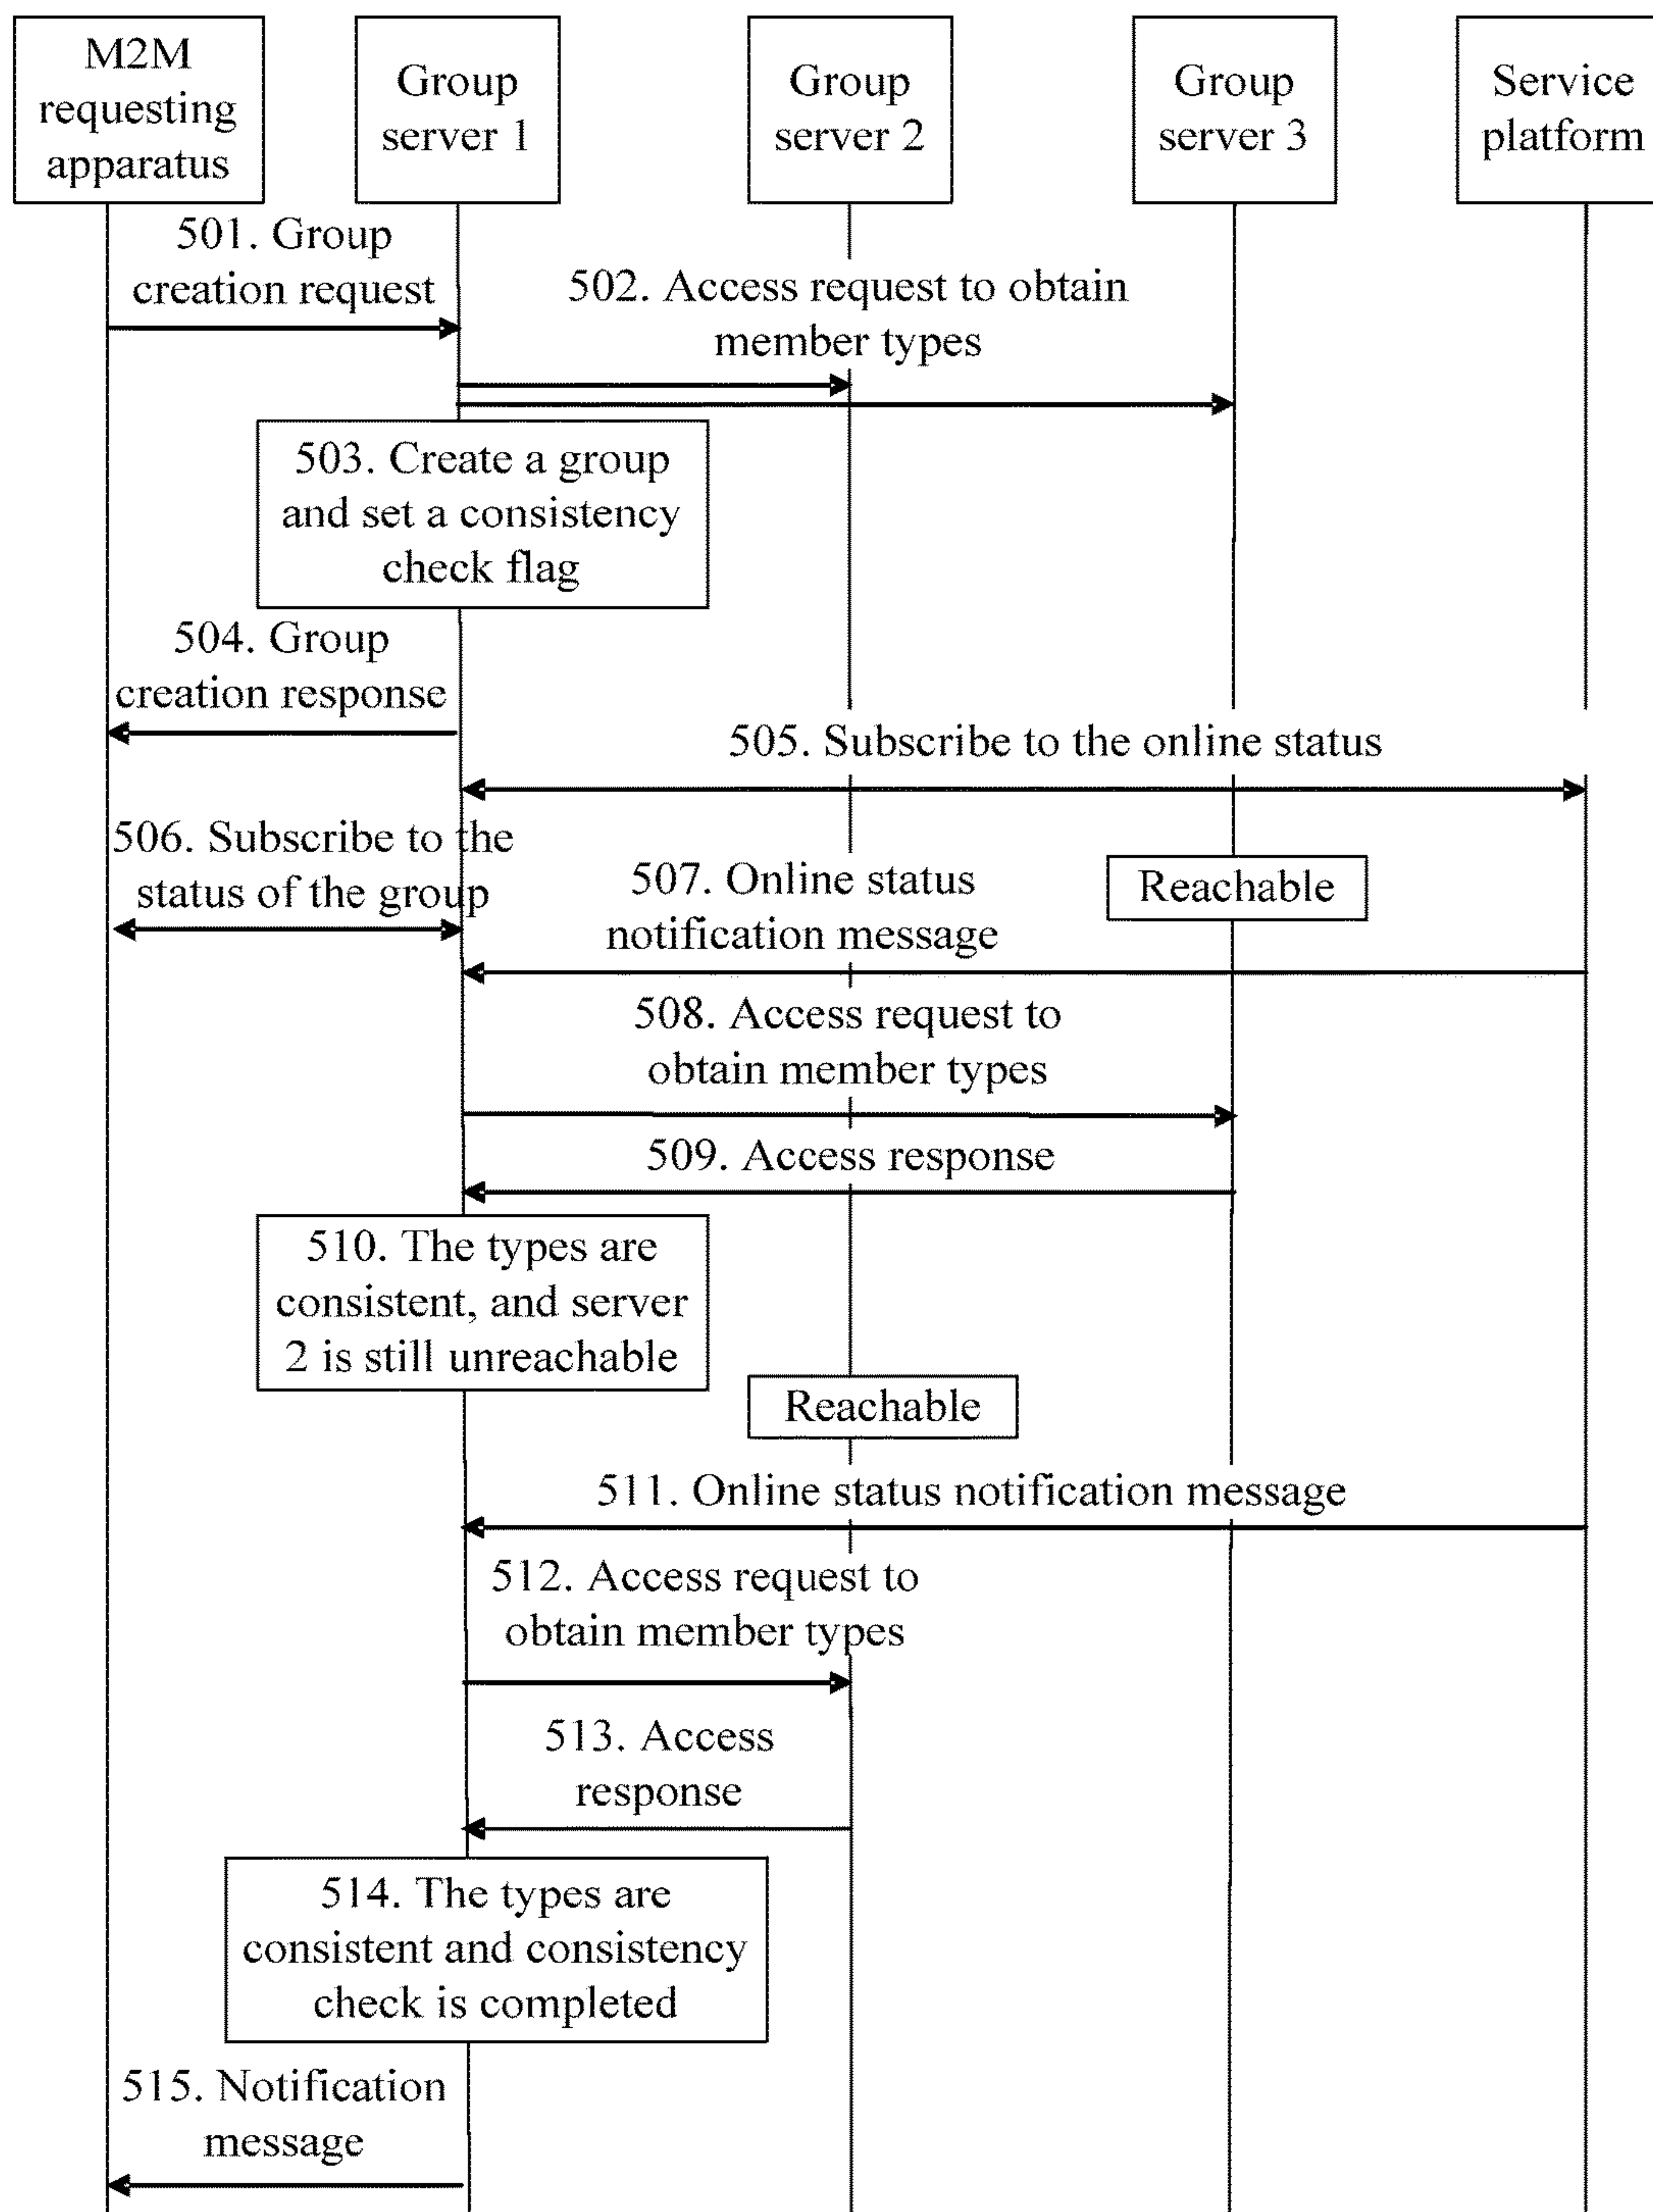 M2M
requesting
apparatus
Group
server 1
Group
server 2
Group
server 3
Service
platform
501. Group
creation request
502. Access request to obtain
member types
503. Create a group
and set a consistency
check flag
504. Group
creation response
505. Subscribe to the online status
506. Subscribe to the
status of the group
507. Online status
notification message
Reachable
508. Access request to
obtain member types
509. Access response
510. The types are
consistent, and server
2 is still unreachable
Reachable
511. Online status notification message
512. Access request to
obtain member types
513. Access
response
514. The types are
consistent and consistency
check is completed
515. Notification
message